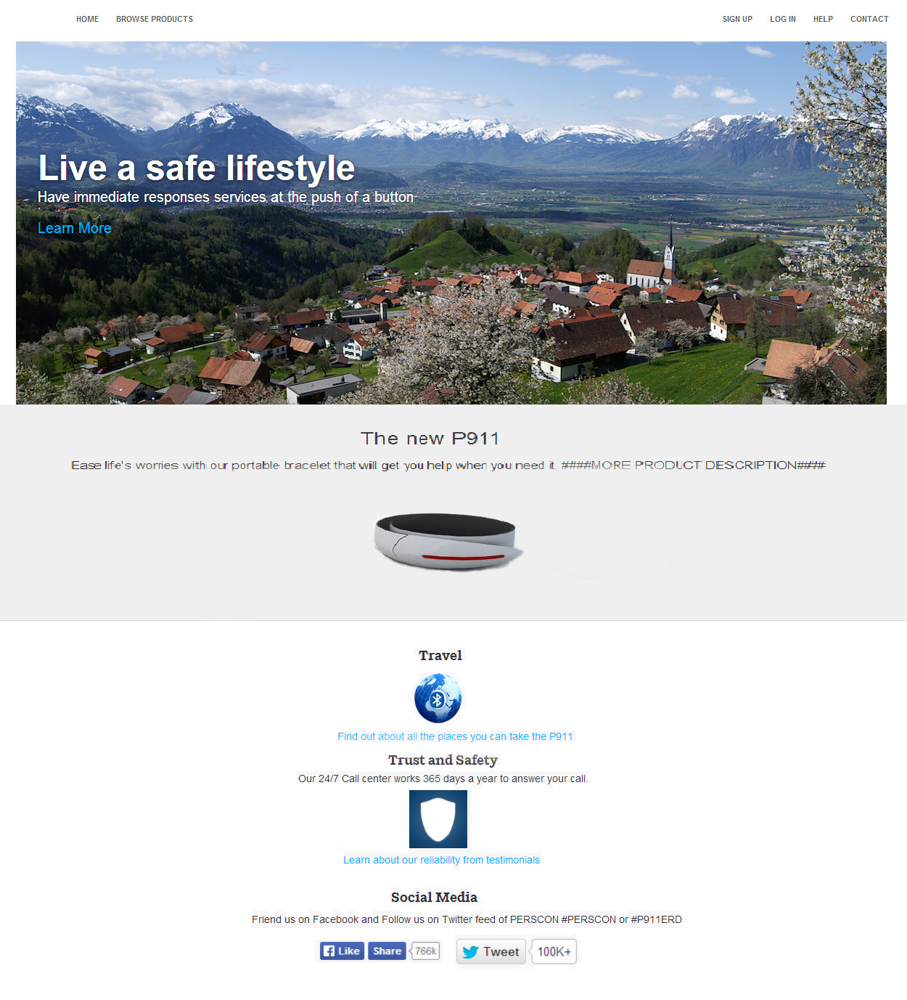 HOME BROWSE PRODUCTS SIGN UP LOG IN HELP CONTACT
Live a safe lifestyle
Have immediate responses services at the push of a button
Learn More
The new P911
Ease life's worries with our portable bracelet that will get you help when you need it. ####MORE PRODUCT DESCRIPTION####
Travel
Find out about all the places you can take the P911
Trust and Safety
Our 24/7 Call center works 365 days a year to answer your call.
Learn about our reliability from testimonials
Social Media
Friend us on Facebook and Follow us on Twitter feed of PERSCON #PERSCON or #P911ERD
Like Share 766k Tweet 100K+